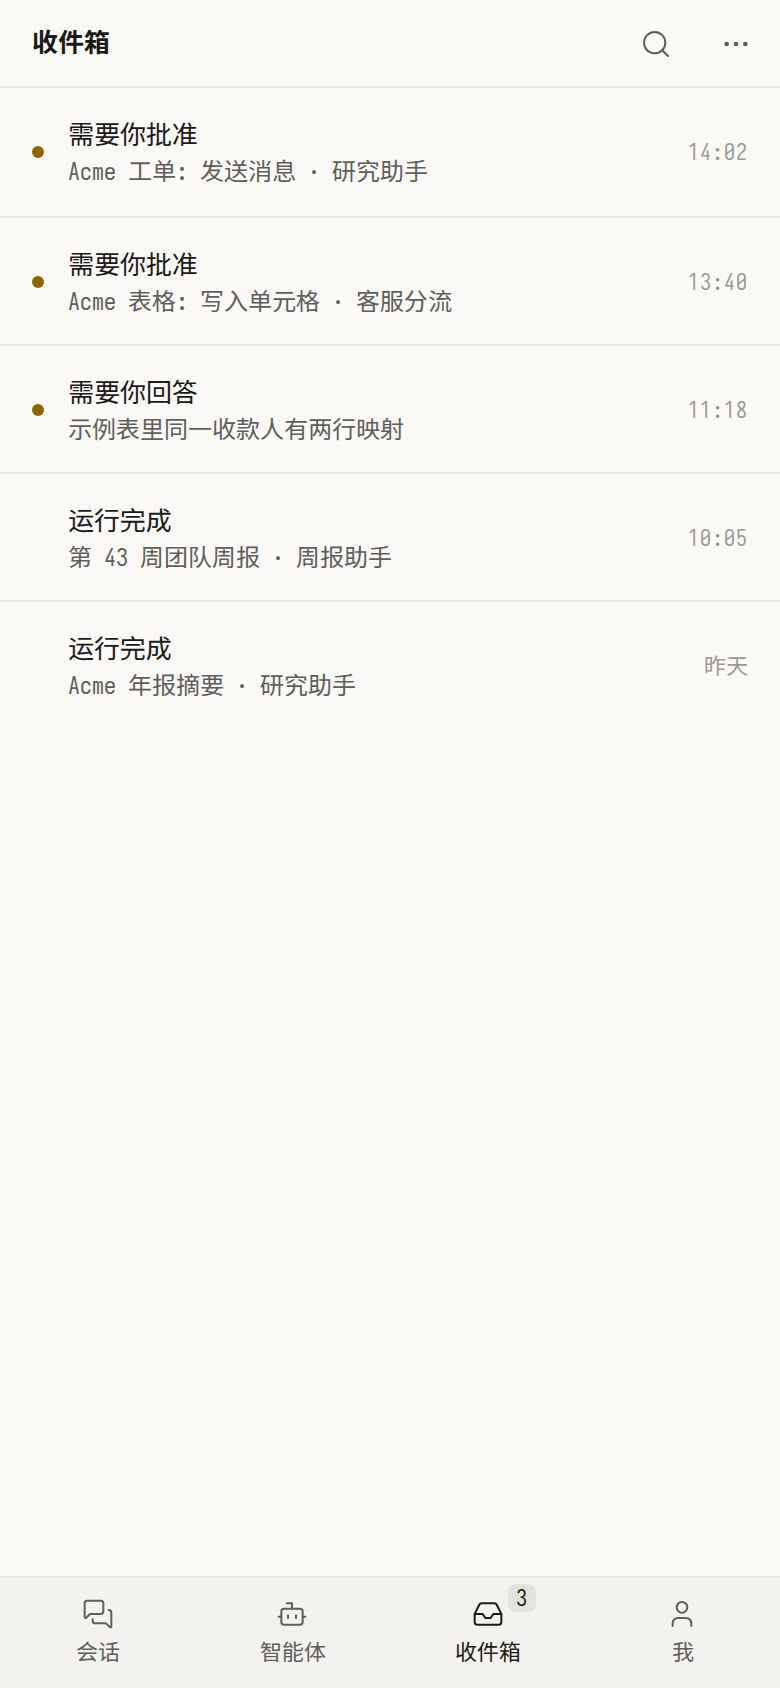 收件箱
需要你批准
Acme 工单: 发送消息 · 研究助手
14:02
需要你批准
Acme 表格: 写入单元格 · 客服分流
13:40
需要你回答
示例表里同一收款人有两行映射
11:18
运行完成
第 43 周团队周报 · 周报助手
10:05
运行完成
Acme 年报摘要 · 研究助手
昨天
3
会话
智能体
收件箱
我